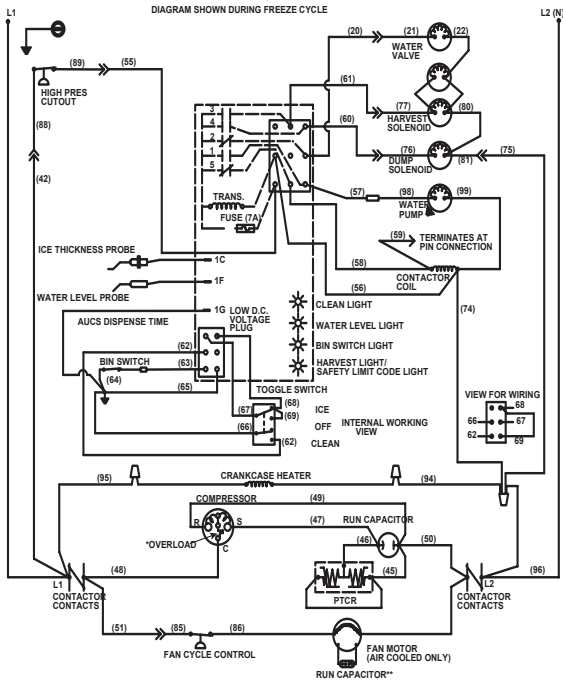 L1
DIAGRAM SHOWN DURING FREEZE CYCLE
L2 (N)
(20)
(21)
(22)
WATER
VALVE
(89)
(55)
HIGH PRES
CUTOUT
(61)
(77)
(80)
HARVEST
SOLENOID
3
4
2
1
5
(60)
(88)
(76)
(81)
(75)
DUMP
SOLENOID
(42)
TRANS.
FUSE (7A)
(57)
(98)
(99)
WATER
PUMP
(59)
TERMINATES AT
PIN CONNECTION
ICE THICKNESS PROBE
1C
(58)
CONTACTOR
COIL
WATER LEVEL PROBE
1F
(56)
(74)
1G
LOW D.C.
VOLTAGE
PLUG
AUCS DISPENSE TIME
CLEAN LIGHT
WATER LEVEL LIGHT
BIN SWITCH LIGHT
HARVEST LIGHT/
SAFETY LIMIT CODE LIGHT
(62)
BIN SWITCH
(63)
(64)
(65)
TOGGLE SWITCH
(68)
(67)
(69)
ICE
(66)
OFF
INTERNAL WORKING
VIEW
(62)
CLEAN
VIEW FOR WIRING
68
66
67
62
69
(95)
CRANKCASE HEATER
(94)
COMPRESSOR
(49)
R
S
(47)
RUN CAPACITOR
*OVERLOAD
C
(46)
(50)
(48)
(45)
PTCR
L1
CONTACTOR
CONTACTS
L2
CONTACTOR
CONTACTS
(96)
(51)
(85)
(86)
FAN CYCLE CONTROL
FAN MOTOR
(AIR COOLED ONLY)
RUN CAPACITOR**